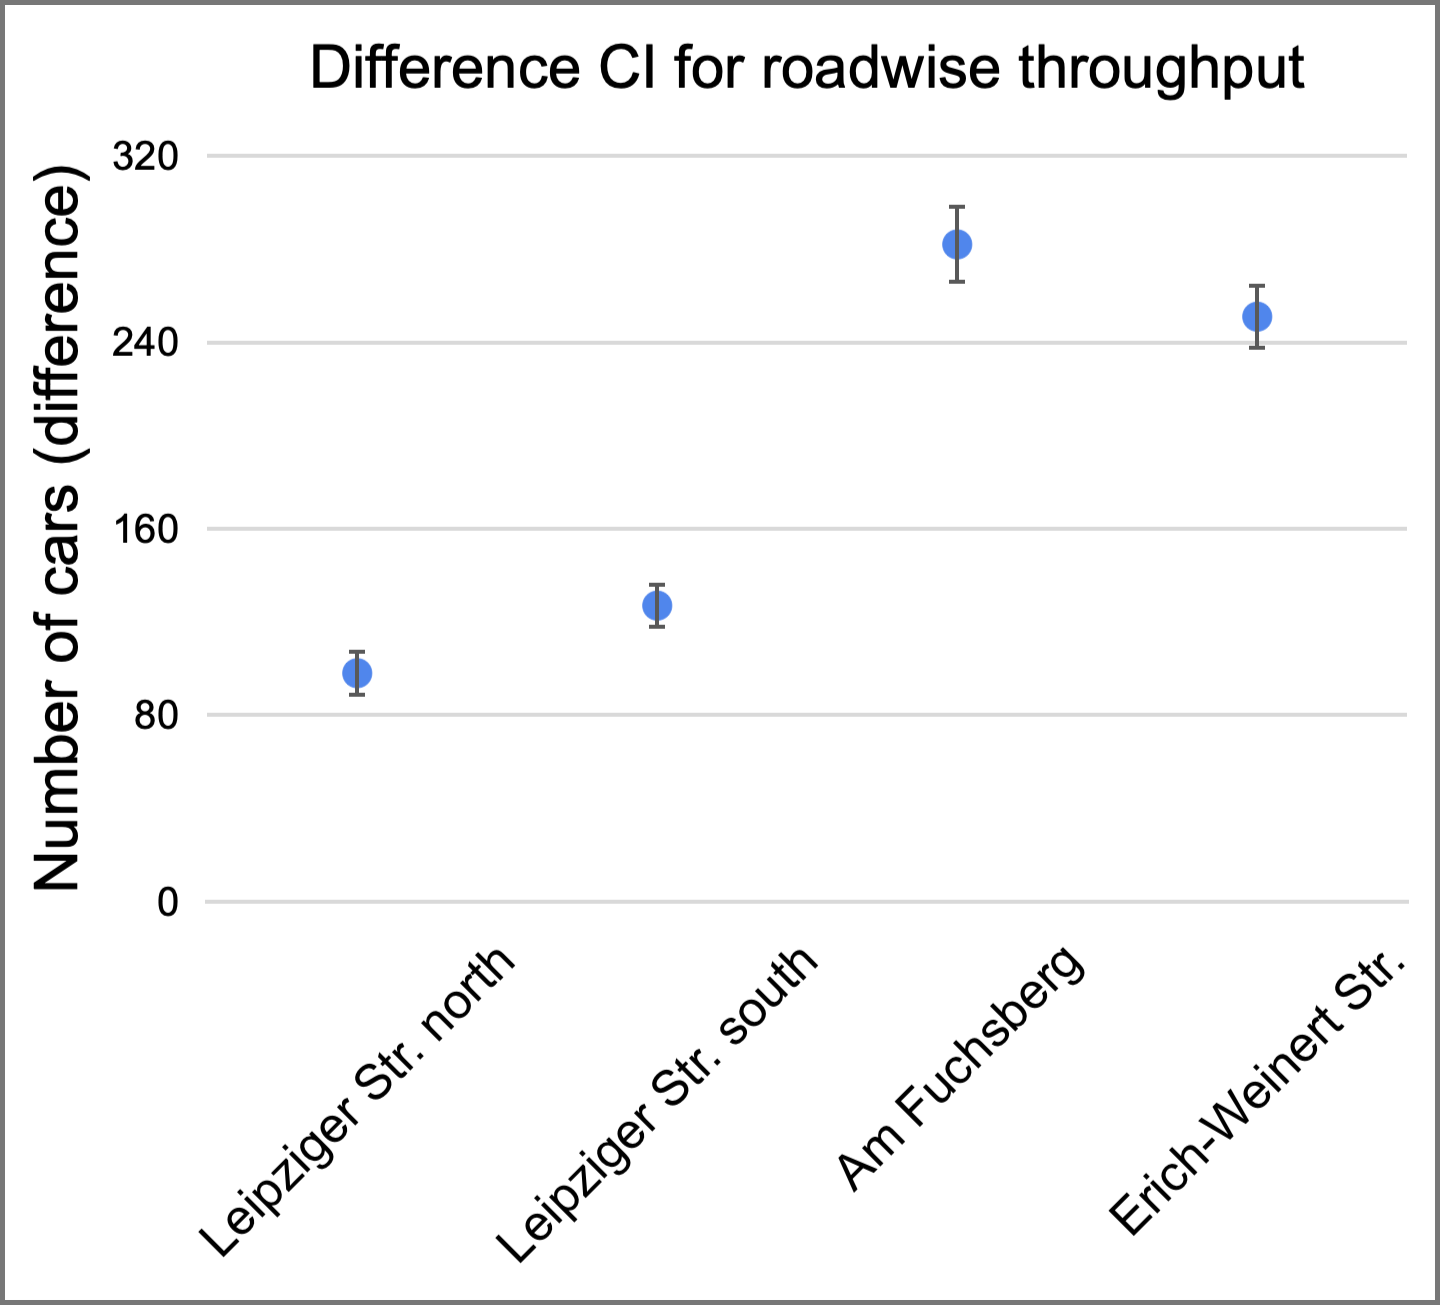 Difference CI for roadwise throughput
Number of cars (difference)
320
240
160
80
0
Leipziger Str. north
Leipziger Str. south
Am Fuchsberg
Erich-Weinert Str.